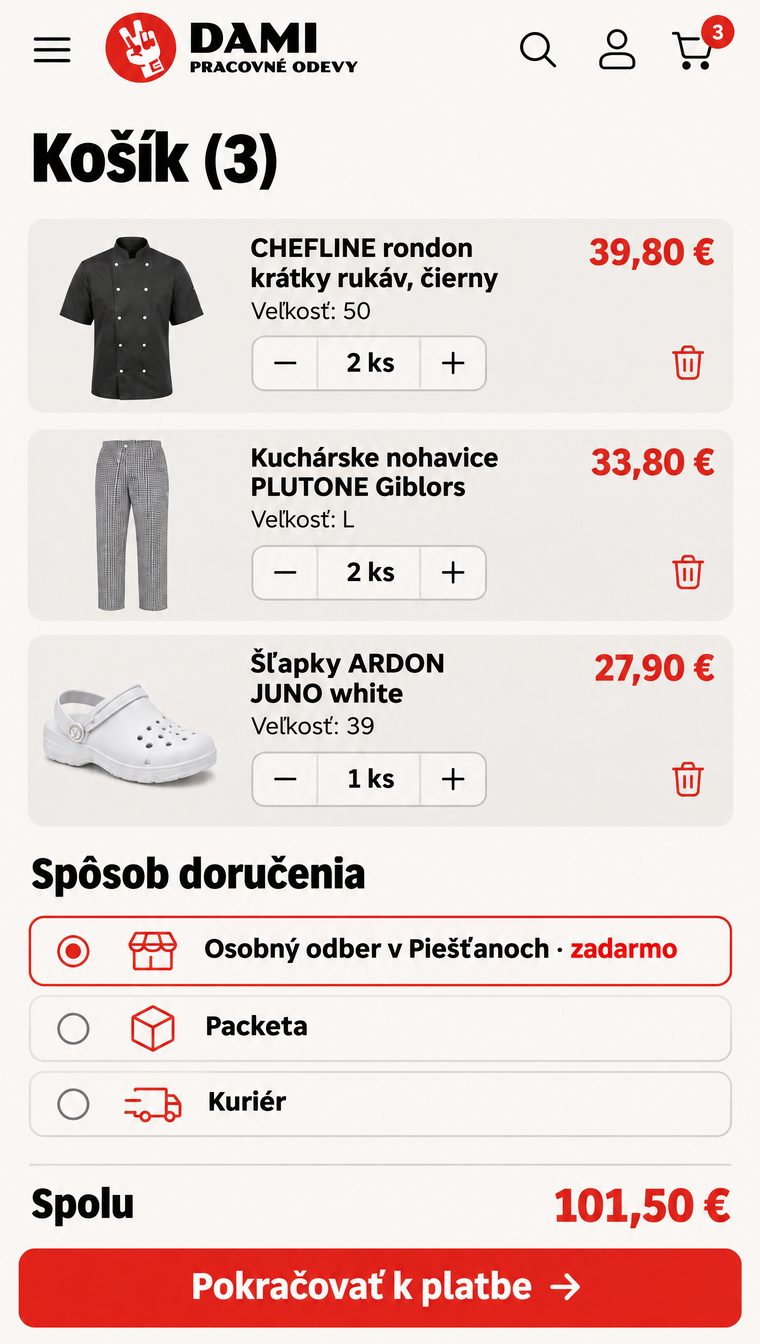 DAMI
PRACOVNÉ ODEVY
3
Košík (3)
CHEFLINE rondon
krátky rukáv, čierny
39,80 €
Veľkosť: 50
2 ks
Kuchárske nohavice
PLUTONE Giblors
33,80 €
Veľkosť: L
2 ks
Šľapky ARDON
JUNO white
27,90 €
Veľkosť: 39
1 ks
Spôsob doručenia
Osobný odber v Piešťanoch · zadarmo
Packeta
Kuriér
Spolu
101,50 €
Pokračovať k platbe →